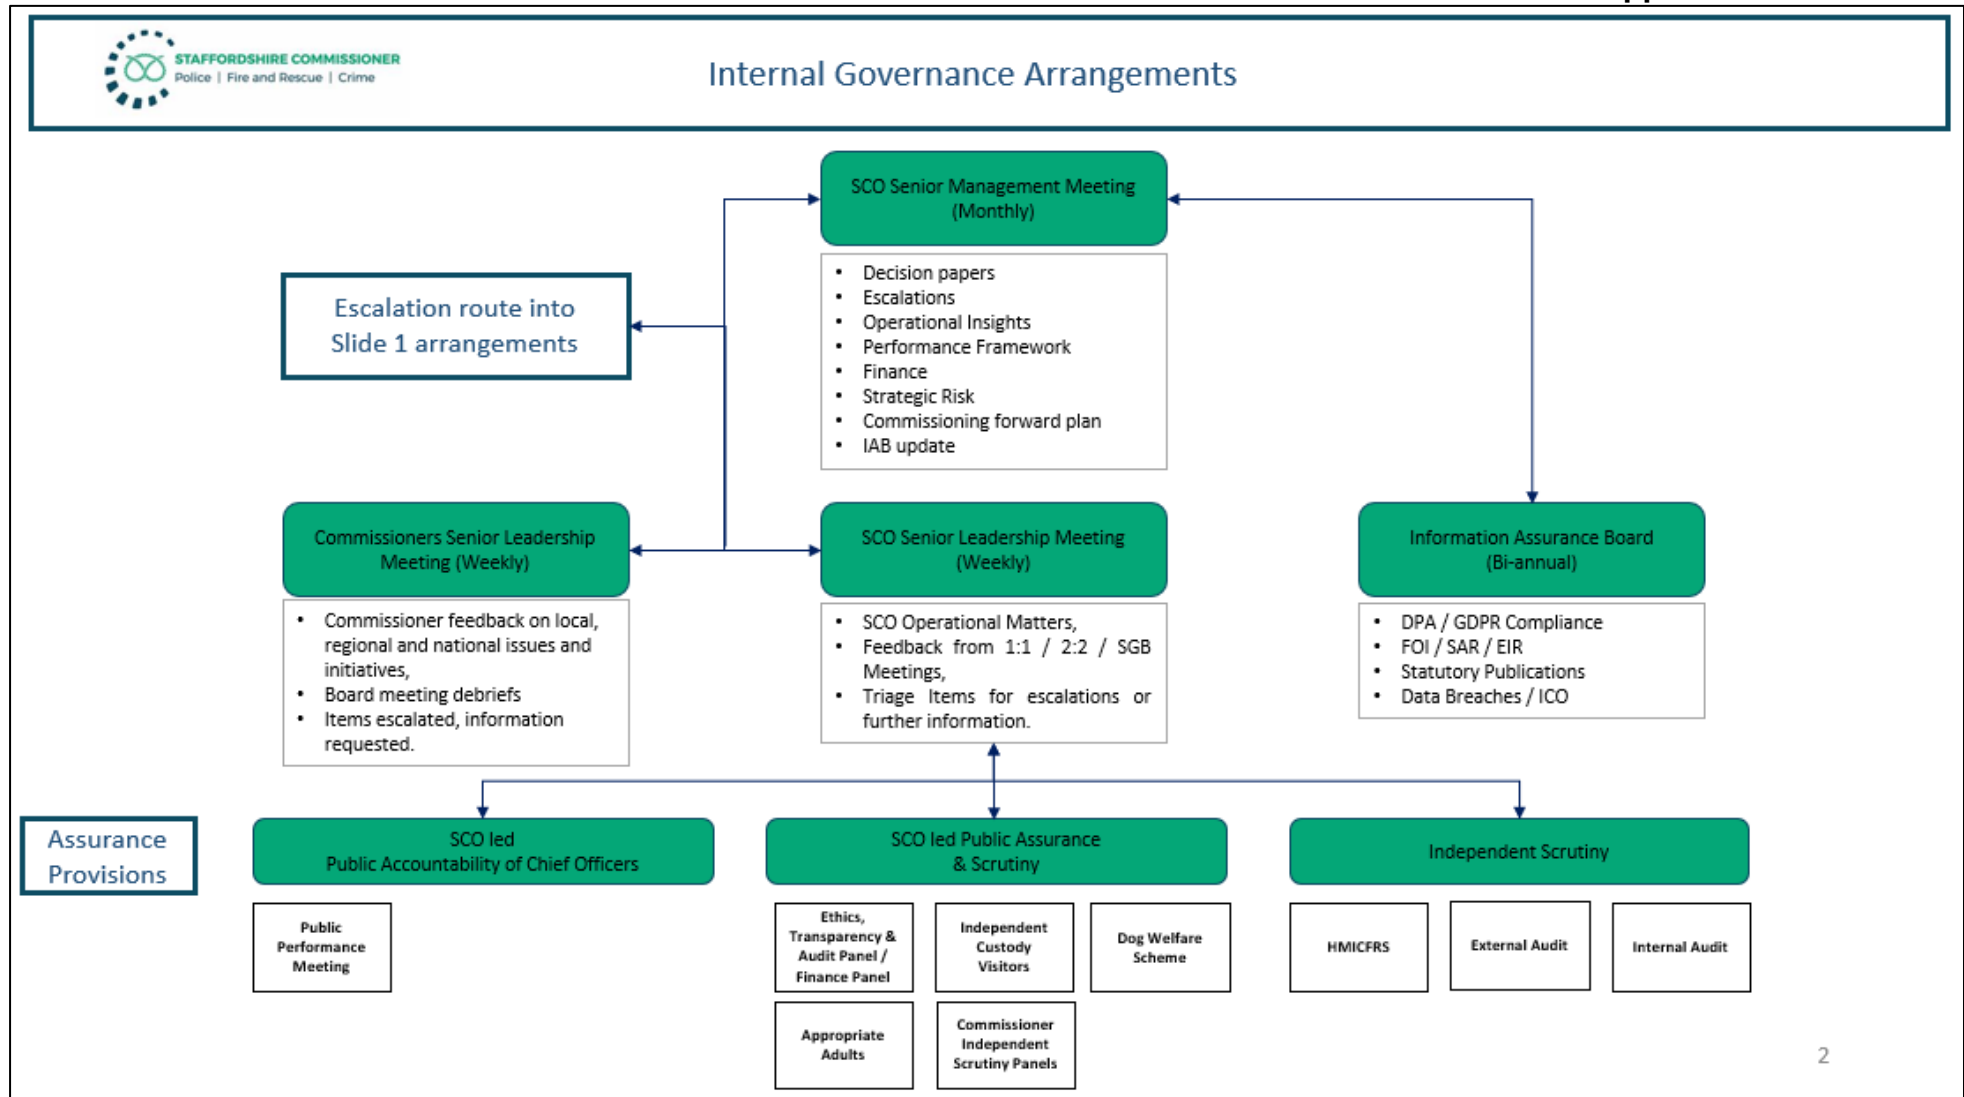 STAFFORDSHIRE COMMISSIONER
Police | Fire and Rescue | Crime
Internal Governance Arrangements
SCO Senior Management Meeting
(Monthly)
• Decision papers
• Escalations
• Operational Insights
• Performance Framework
• Finance
• Strategic Risk
• Commissioning forward plan
• IAB update
Escalation route into
Slide 1 arrangements
Commissioners Senior Leadership
Meeting (Weekly)
• Commissioner feedback on local,
regional and national issues and
initiatives,
• Board meeting debriefs
• Items escalated, information
requested.
SCO Senior Leadership Meeting
(Weekly)
• SCO Operational Matters,
• Feedback from 1:1 / 2:2 / SGB
Meetings,
• Triage Items for escalations or
further information.
Information Assurance Board
(Bi-annual)
• DPA / GDPR Compliance
• FOI / SAR / EIR
• Statutory Publications
• Data Breaches / ICO
Assurance
Provisions
SCO led
Public Accountability of Chief Officers
Public
Performance
Meeting
SCO led Public Assurance
& Scrutiny
Ethics,
Transparency &
Audit Panel /
Finance Panel
Independent
Custody
Visitors
Dog Welfare
Scheme
Appropriate
Adults
Commissioner
Independent
Scrutiny Panels
Independent Scrutiny
HMICFRS
External Audit
Internal Audit
2